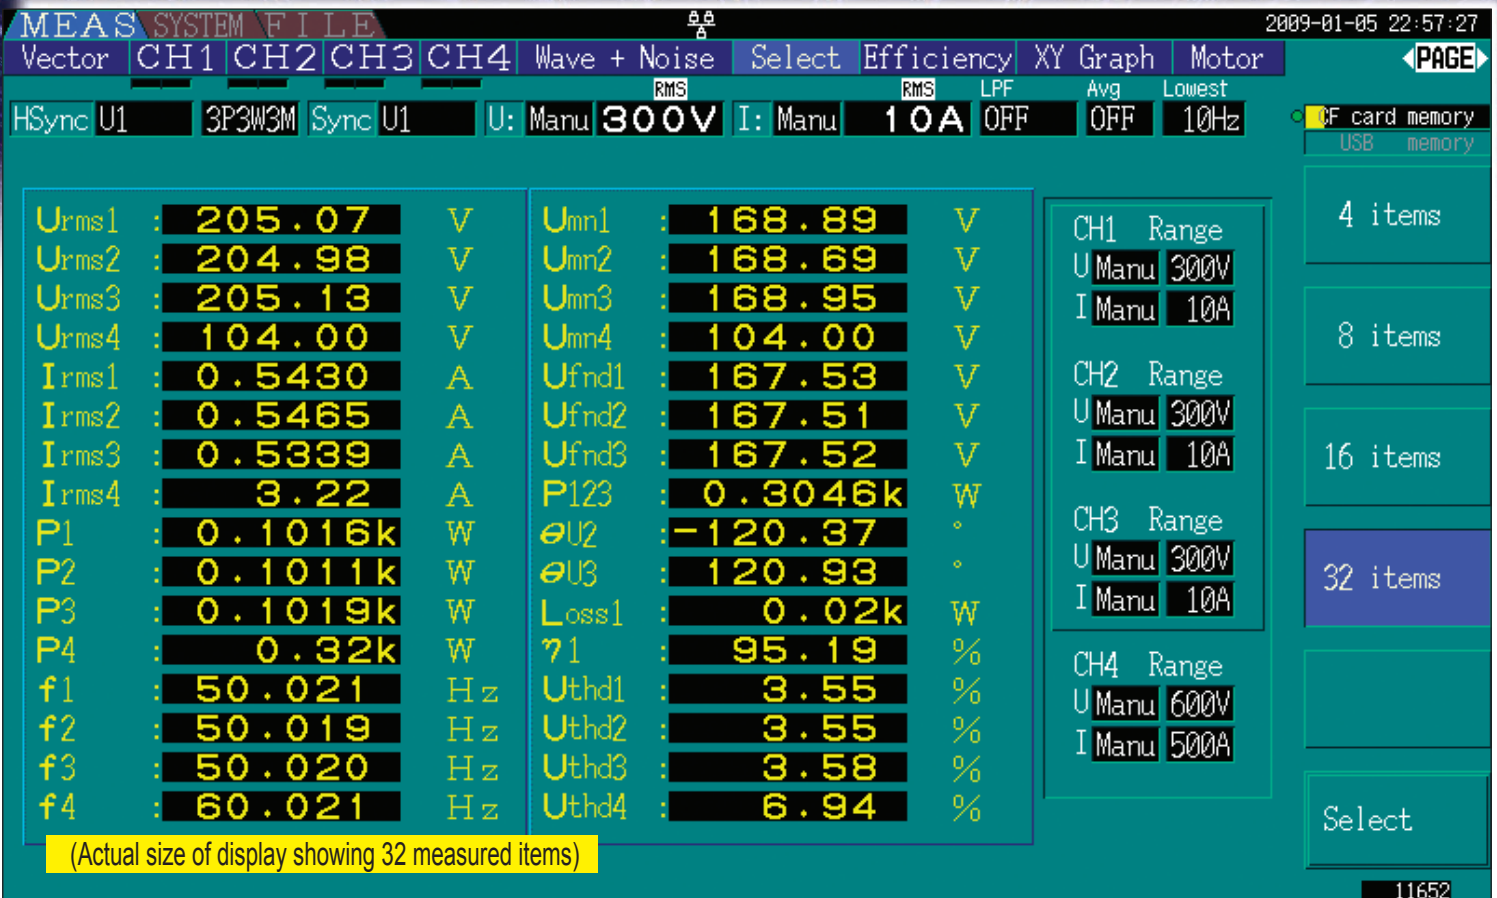 MEAS SYSTEM FILE 2009-01-05 22:57:27
Vector CH1 CH2 CH3 CH4 Wave + Noise Select Efficiency XY Graph Motor PAGE
RMS RMS LPF Avg Lowest
HSync U1 3P3W3M Sync U1 U: Manu 300V I: Manu 10A OFF OFF 10Hz CF card memory
USB memory
Urms1 : 205.07 V
Urms2 : 204.98 V
Urms3 : 205.13 V
Urms4 : 104.00 V
Irms1 : 0.5430 A
Irms2 : 0.5465 A
Irms3 : 0.5339 A
Irms4 : 3.22 A
P1 : 0.1016k W
P2 : 0.1011k W
P3 : 0.1019k W
P4 : 0.32k W
f1 : 50.021 Hz
f2 : 50.019 Hz
f3 : 50.020 Hz
f4 : 60.021 Hz
Umn1 : 168.89 V
Umn2 : 168.69 V
Umn3 : 168.95 V
Umn4 : 104.00 V
Ufnd1 : 167.53 V
Ufnd2 : 167.51 V
Ufnd3 : 167.52 V
P123 : 0.3046k W
θU2 : -120.37 °
θU3 : 120.93 °
Loss1 : 0.02k W
η1 : 95.19 %
Uthd1 : 3.55 %
Uthd2 : 3.55 %
Uthd3 : 3.58 %
Uthd4 : 6.94 %
CH1 Range
U Manu 300V
I Manu 10A
CH2 Range
U Manu 300V
I Manu 10A
CH3 Range
U Manu 300V
I Manu 10A
CH4 Range
U Manu 600V
I Manu 500A
4 items
8 items
16 items
32 items
Select
(Actual size of display showing 32 measured items)
11652